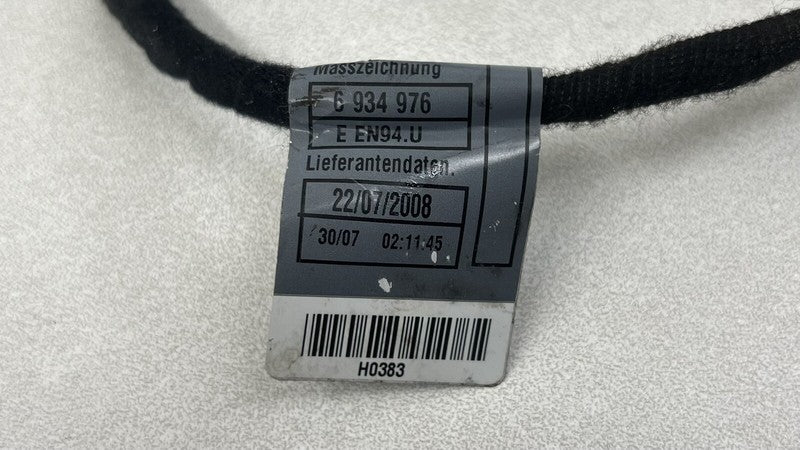 Masszeichnung
6 934 976
E EN94.U
Lieferantendaten.
22/07/2008
30/07 02:11:45
H0383